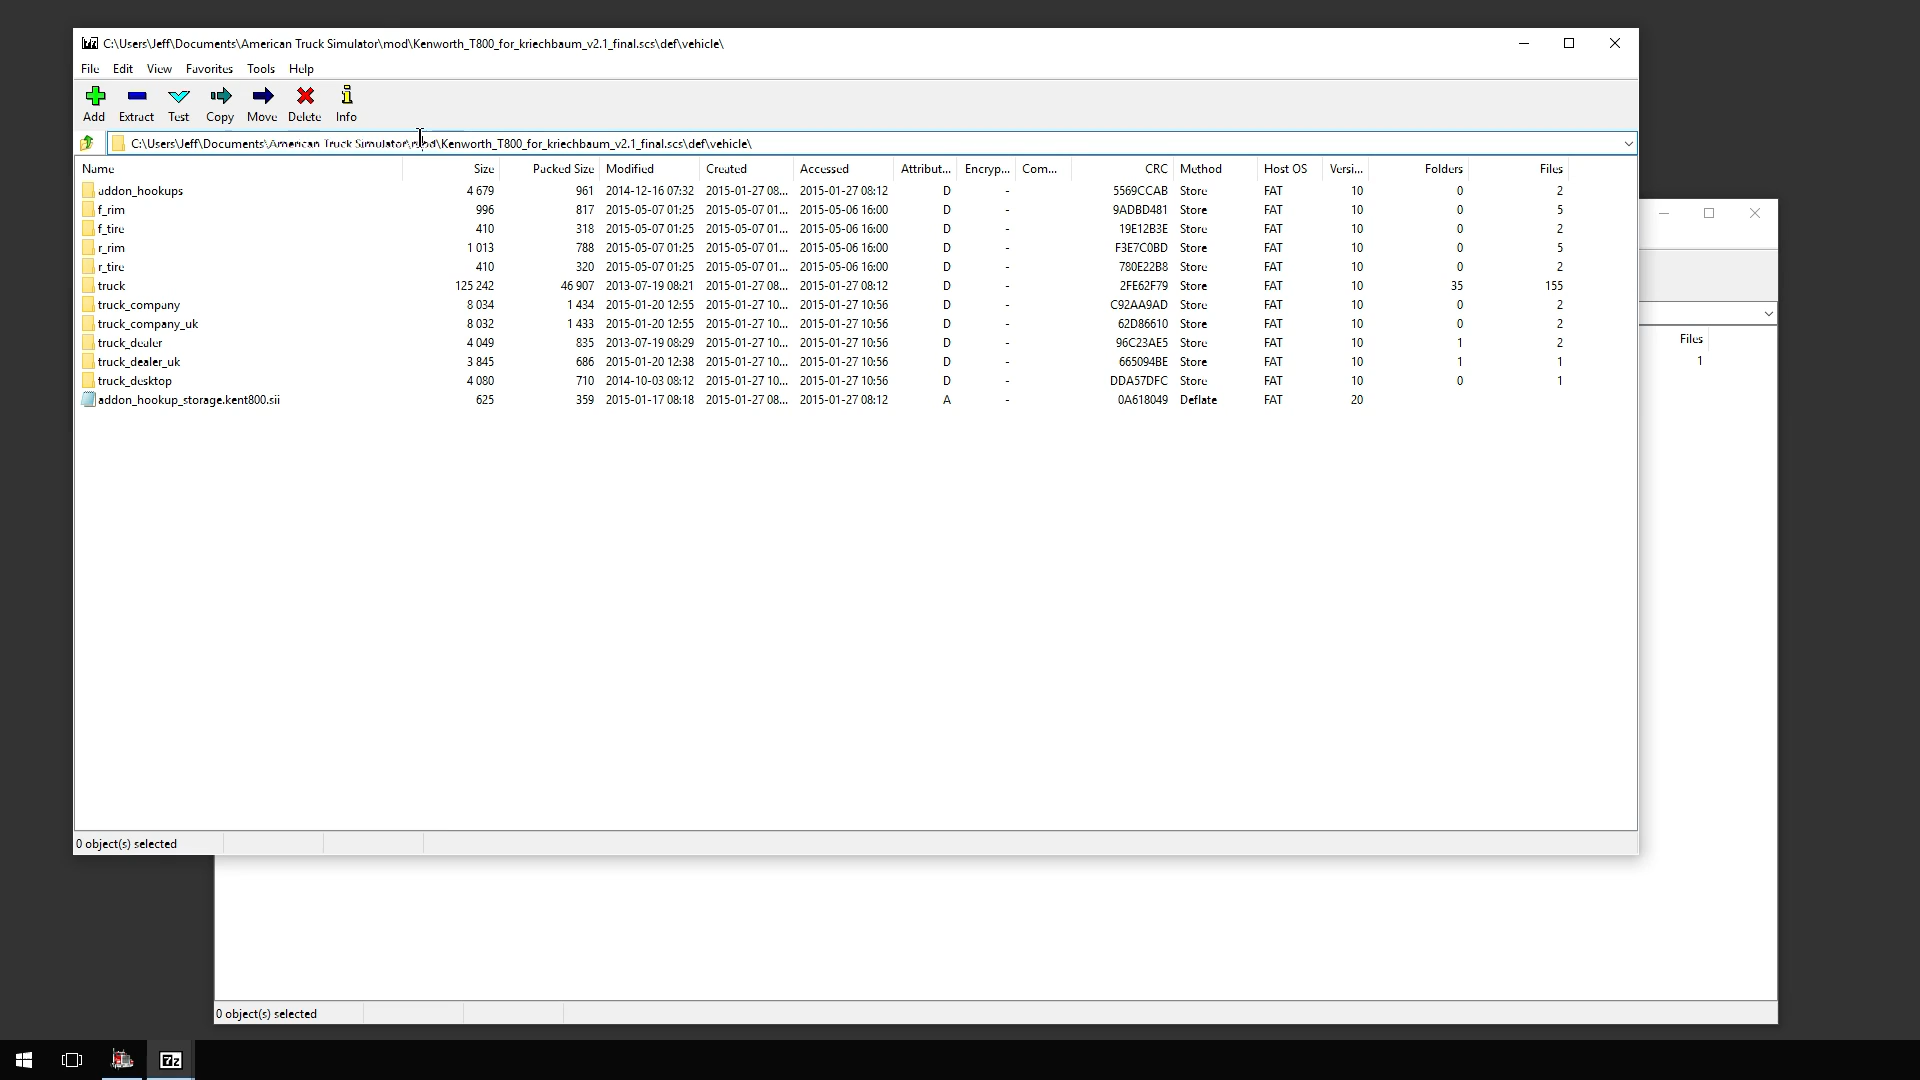 C:\Users\Jeff\Documents\American Truck Simulator\mod\Kenworth_T800_for_kriechbaum_v2.1_final.scs\def\vehicle\
File Edit View Favorites Tools Help
Add Extract Test Copy Move Delete Info
C:\Users\Jeff\Documents\American Truck Simulator\mod\Kenworth_T800_for_kriechbaum_v2.1_final.scs\def\vehicle\
Name Size Packed Size Modified Created Accessed Attribut... Encryp... Com... CRC Method Host OS Versi... Folders Files
addon_hookups 4 679 961 2014-12-16 07:32 2015-01-27 08... 2015-01-27 08:12 D - 5569CCAB Store FAT 10 0 2
f_rim 996 817 2015-05-07 01:25 2015-05-07 01... 2015-05-06 16:00 D - 9ADBD481 Store FAT 10 0 5
f_tire 410 318 2015-05-07 01:25 2015-05-07 01... 2015-05-06 16:00 D - 19E12B3E Store FAT 10 0 2
r_rim 1 013 788 2015-05-07 01:25 2015-05-07 01... 2015-05-06 16:00 D - F3E7C0BD Store FAT 10 0 5
r_tire 410 320 2015-05-07 01:25 2015-05-07 01... 2015-05-06 16:00 D - 780E22B8 Store FAT 10 0 2
truck 125 242 46 907 2013-07-19 08:21 2015-01-27 08... 2015-01-27 08:12 D - 2FE62F79 Store FAT 10 35 155
truck_company 8 034 1 434 2015-01-20 12:55 2015-01-27 10... 2015-01-27 10:56 D - C92AA9AD Store FAT 10 0 2
truck_company_uk 8 032 1 433 2015-01-20 12:55 2015-01-27 10... 2015-01-27 10:56 D - 62D86610 Store FAT 10 0 2
truck_dealer 4 049 835 2013-07-19 08:29 2015-01-27 10... 2015-01-27 10:56 D - 96C23AE5 Store FAT 10 1 2
truck_dealer_uk 3 845 686 2015-01-20 12:38 2015-01-27 10... 2015-01-27 10:56 D - 665094BE Store FAT 10 1 1
truck_desktop 4 080 710 2014-10-03 08:12 2015-01-27 10... 2015-01-27 10:56 D - DDA57DFC Store FAT 10 0 1
addon_hookup_storage.kent800.sii 625 359 2015-01-17 08:18 2015-01-27 08... 2015-01-27 08:12 A - 0A618049 Deflate FAT 20
0 object(s) selected
Files
1
0 object(s) selected
7z